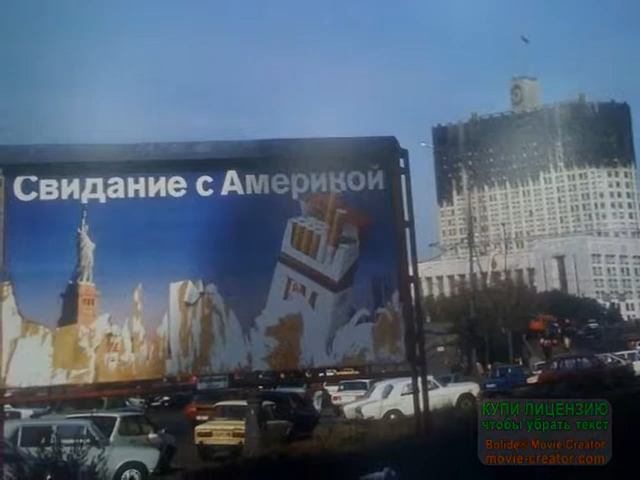 Свидание с Америкой
КУПИ ЛИЦЕНЗИЮ
чтобы убрать текст
Bolide® Movie Creator
movie-creator.com